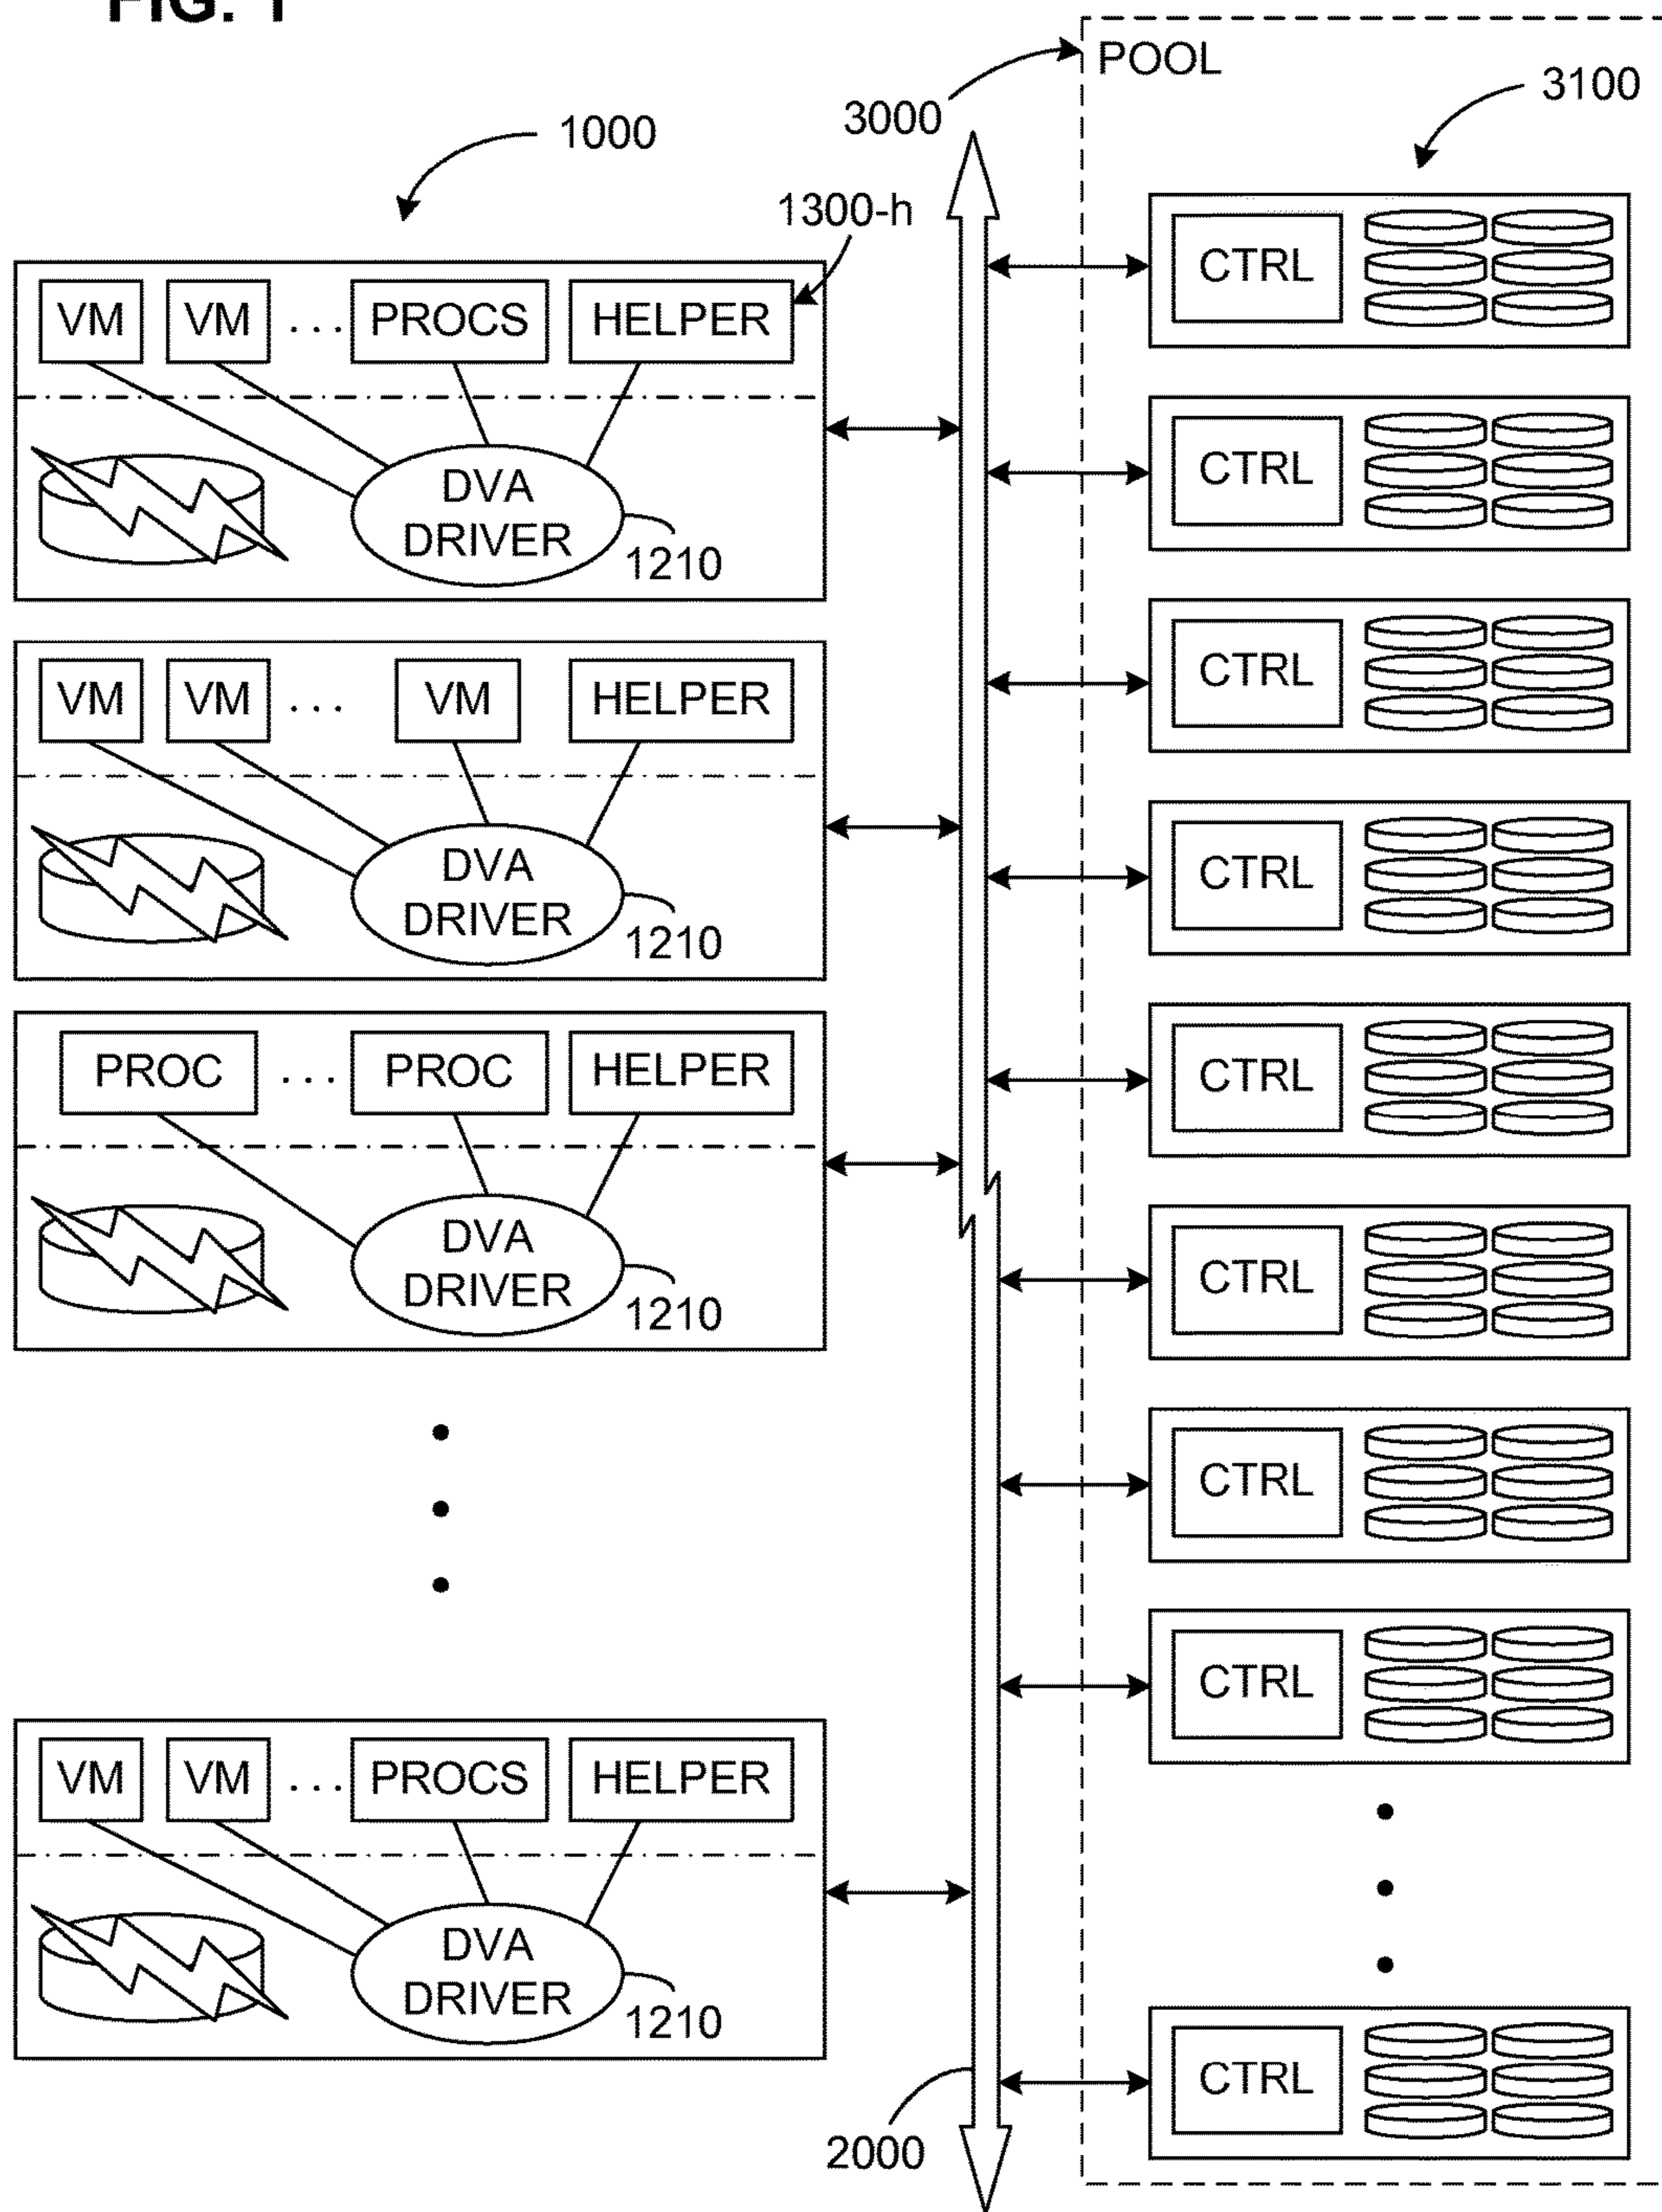 FIG. 1
POOL
3000
3100
1000
1300-h
VM VM ... PROCS HELPER
DVA
DRIVER
1210
VM VM ... VM HELPER
DVA
DRIVER
1210
PROC ... PROC HELPER
DVA
DRIVER
1210
VM VM ... PROCS HELPER
DVA
DRIVER
1210
2000
CTRL
CTRL
CTRL
CTRL
CTRL
CTRL
CTRL
CTRL
CTRL